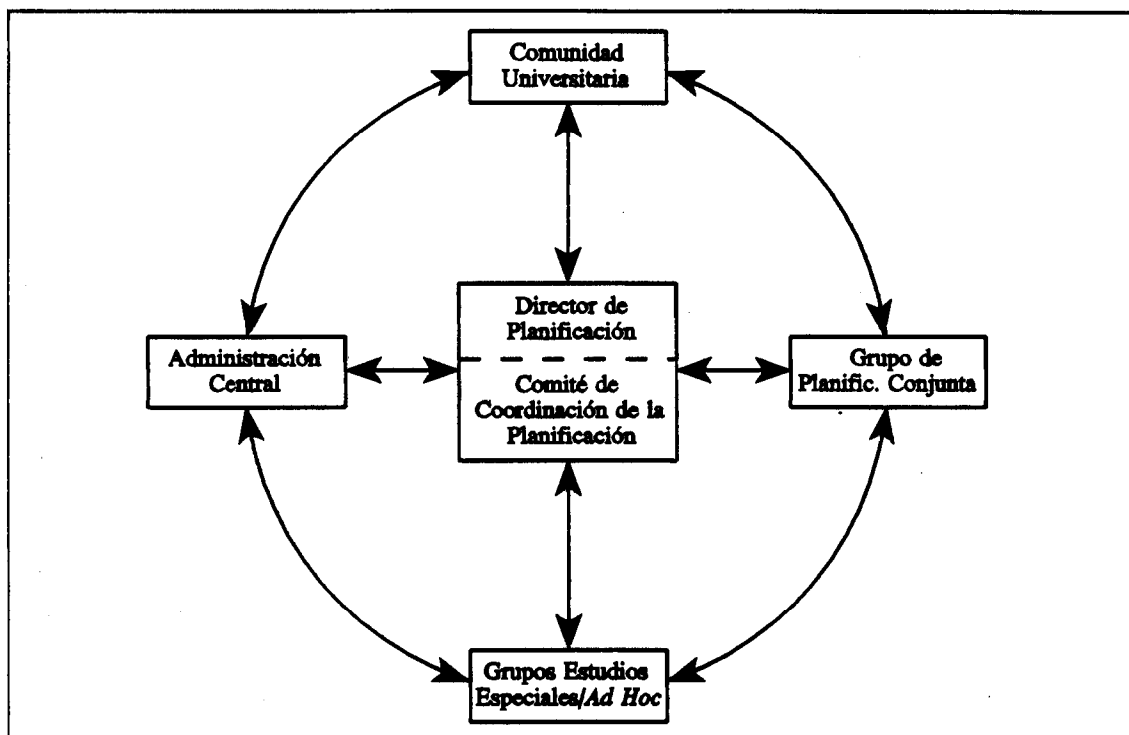 Comunidad
Universitaria
Director de
Planificación
Administración
Central
Comité de
Coordinación de la
Planificación
Grupo de
Planific. Conjunta
Grupos Estudios
Especiales/Ad Hoc